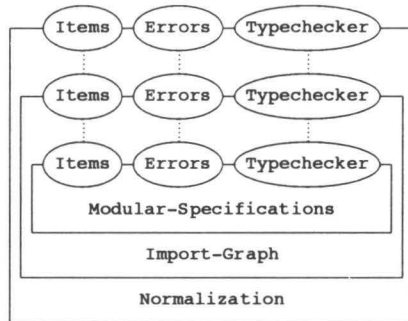 Items Errors Typechecker
Items Errors Typechecker
Items Errors Typechecker
Modular-Specifications
Import-Graph
Normalization